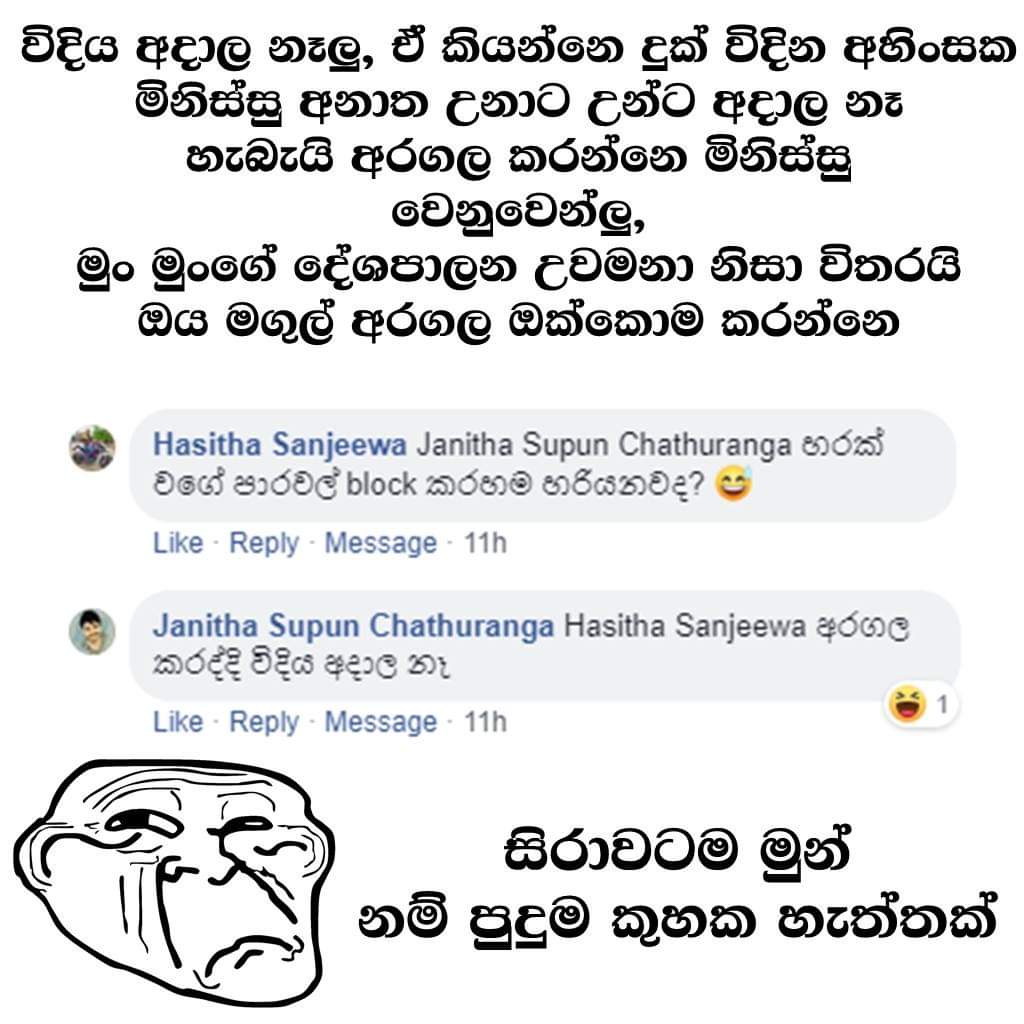 විදිය අදාල නෑලු, ඒ කියන්නෙ දුක් විදින අහිංසක
මිනිස්සු අනාත උනාට උන්ට අදාල නෑ
හැබැයි අරගල කරන්නෙ මිනිස්සු
වෙනුවෙන්ලු,
මුං මුංගේ දේශපාලන උවමනා නිසා විතරයි
ඔය මගුල් අරගල ඔක්කොම කරන්නෙ
Hasitha Sanjeewa Janitha Supun Chathuranga හරක්
වගේ පාරවල් block කරහම හරියනවද? 😅
Like · Reply · Message · 11h
Janitha Supun Chathuranga Hasitha Sanjeewa අරගල
කරද්දි විදිය අදාල නෑ
1
Like · Reply · Message · 11h
සිරාවටම මුන්
නම් පුදුම කුහක හැත්තක්